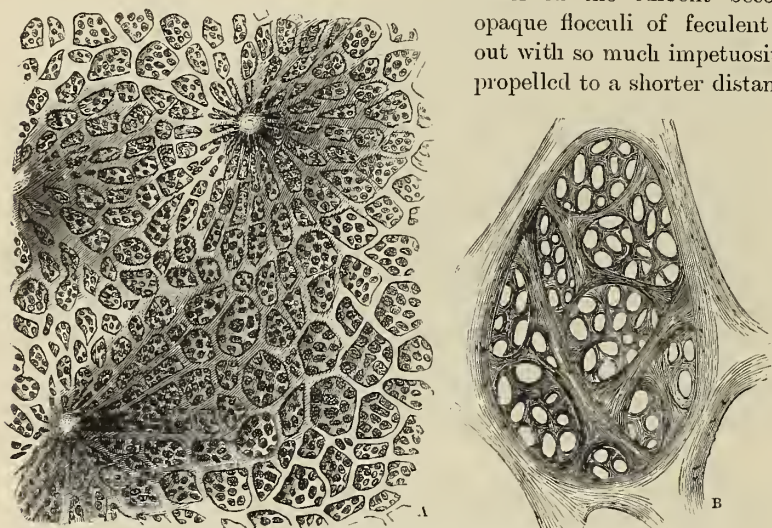 opaque flocculi of feculent
out with so much impetuosi
propelled to a shorter distan
A
B